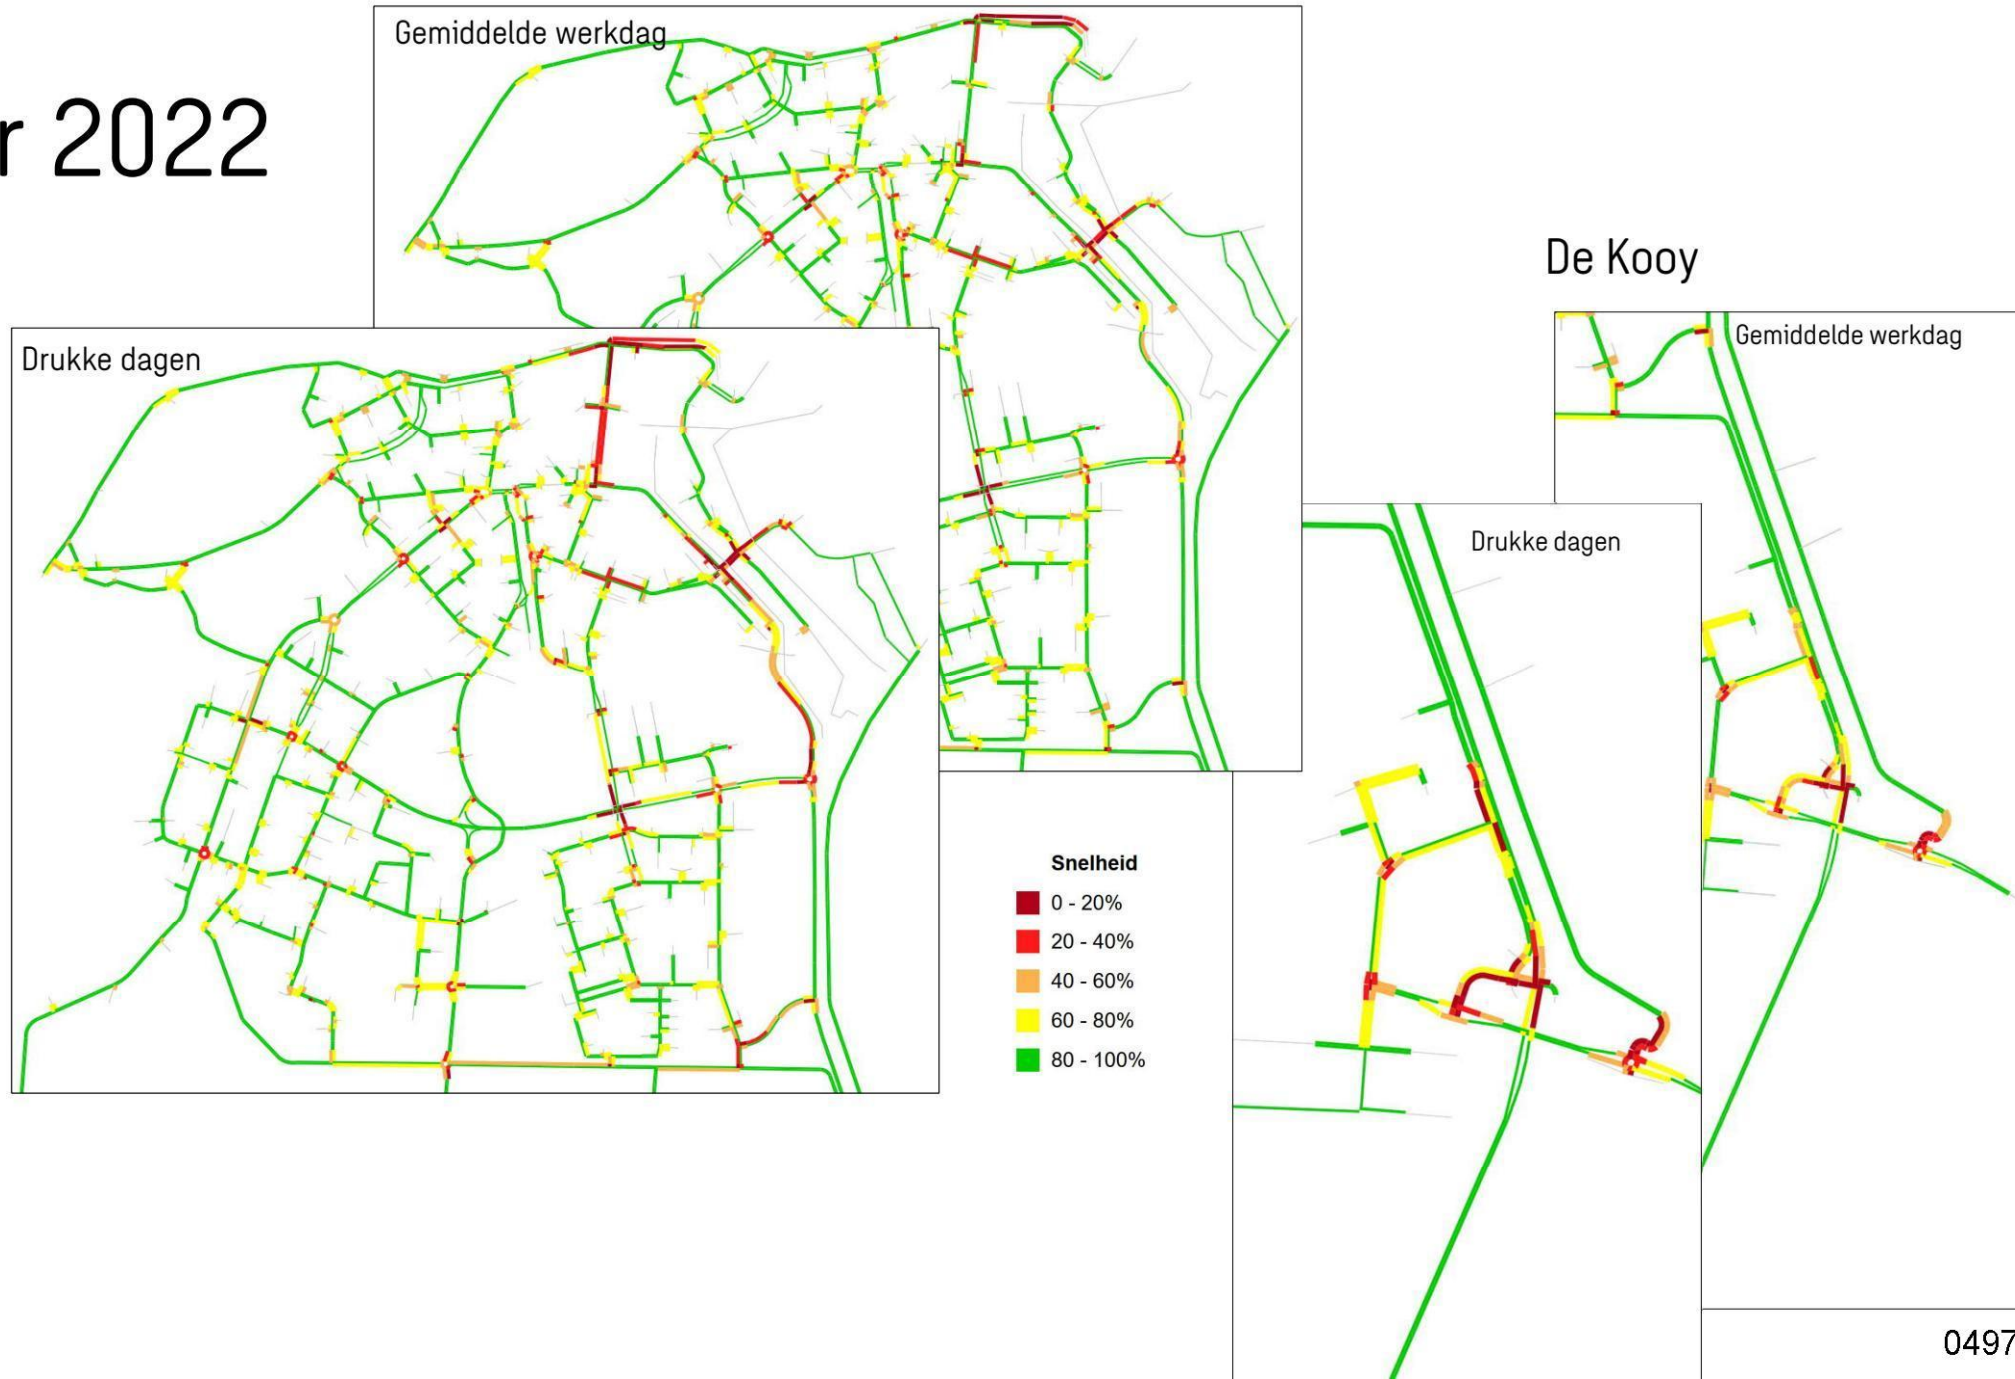 r 2022
Gemiddelde werkdag
Drukke dagen
De Kooy
Gemiddelde werkdag
Drukke dagen
Snelheid
0 - 20%
20 - 40%
40 - 60%
60 - 80%
80 - 100%
0497